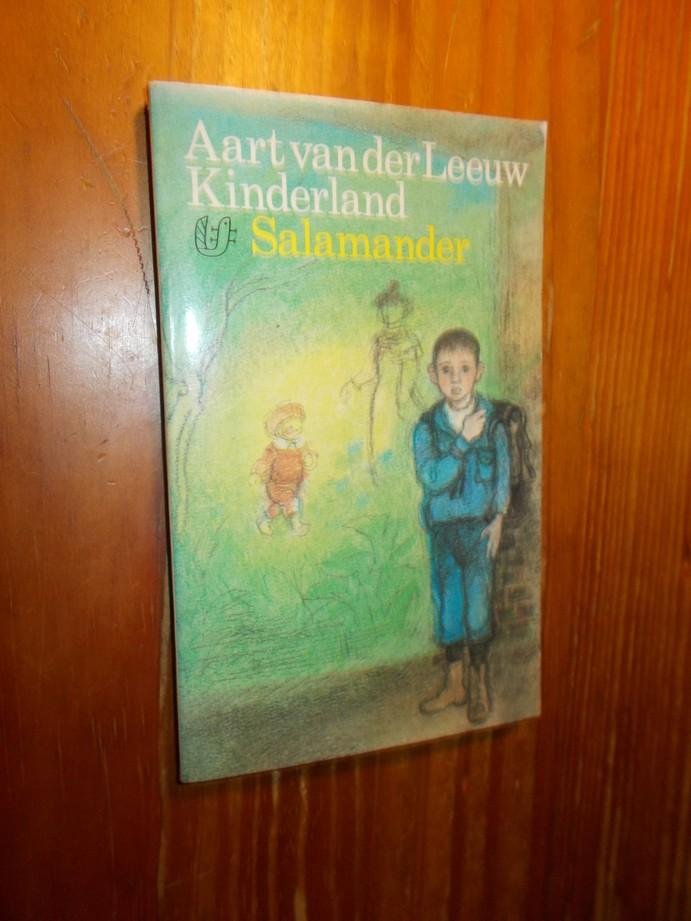 Aart van der Leeuw
Kinderland
Salamander